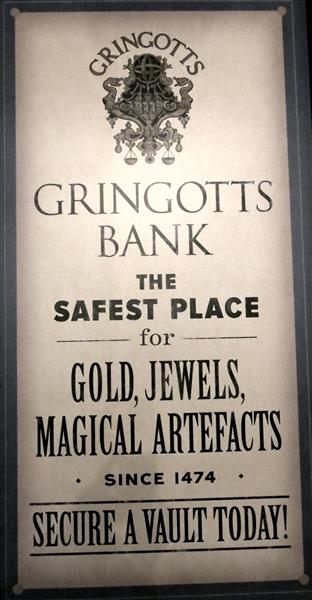 GRINGOTTS
GRINGOTTS
BANK
THE
SAFEST PLACE
for
GOLD, JEWELS,
MAGICAL ARTEFACTS
· SINCE 1474 ·
SECURE A VAULT TODAY!